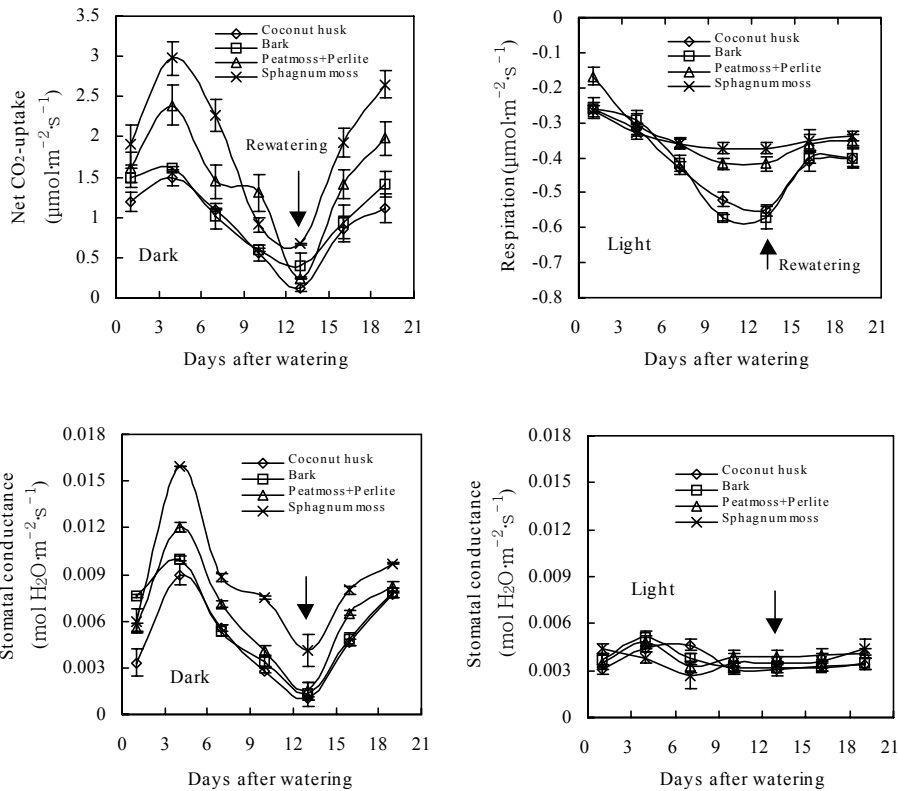 Net CO2-uptake
(μmol·m−2·s−1)
3.5
3
2.5
2
1.5
1
0.5
0
Coconut husk
Bark
Peatmoss+Perlite
Sphagnum moss
Rewatering
Dark
0 3 6 9 12 15 18 21
Days after watering
Respiration (μmol·m−2·s−1)
-0
-0.1
-0.2
-0.3
-0.4
-0.5
-0.6
-0.7
-0.8
Coconut husk
Bark
Peatmoss+Perlite
Sphagnum moss
Light
Rewatering
0 3 6 9 12 15 18 21
Days after watering
Stomatal conductance
(mol H2O·m−2·s−1)
0.018
0.015
0.012
0.009
0.006
0.003
0
Coconut husk
Bark
Peatmoss+Perlite
Sphagnum moss
Dark
0 3 6 9 12 15 18 21
Days after watering
Stomatal conductance
(mol H2O·m−2·s−1)
0.018
0.015
0.012
0.009
0.006
0.003
0
Coconut husk
Bark
Peatmoss+Perlite
Sphagnum moss
Light
0 3 6 9 12 15 18 21
Days after watering